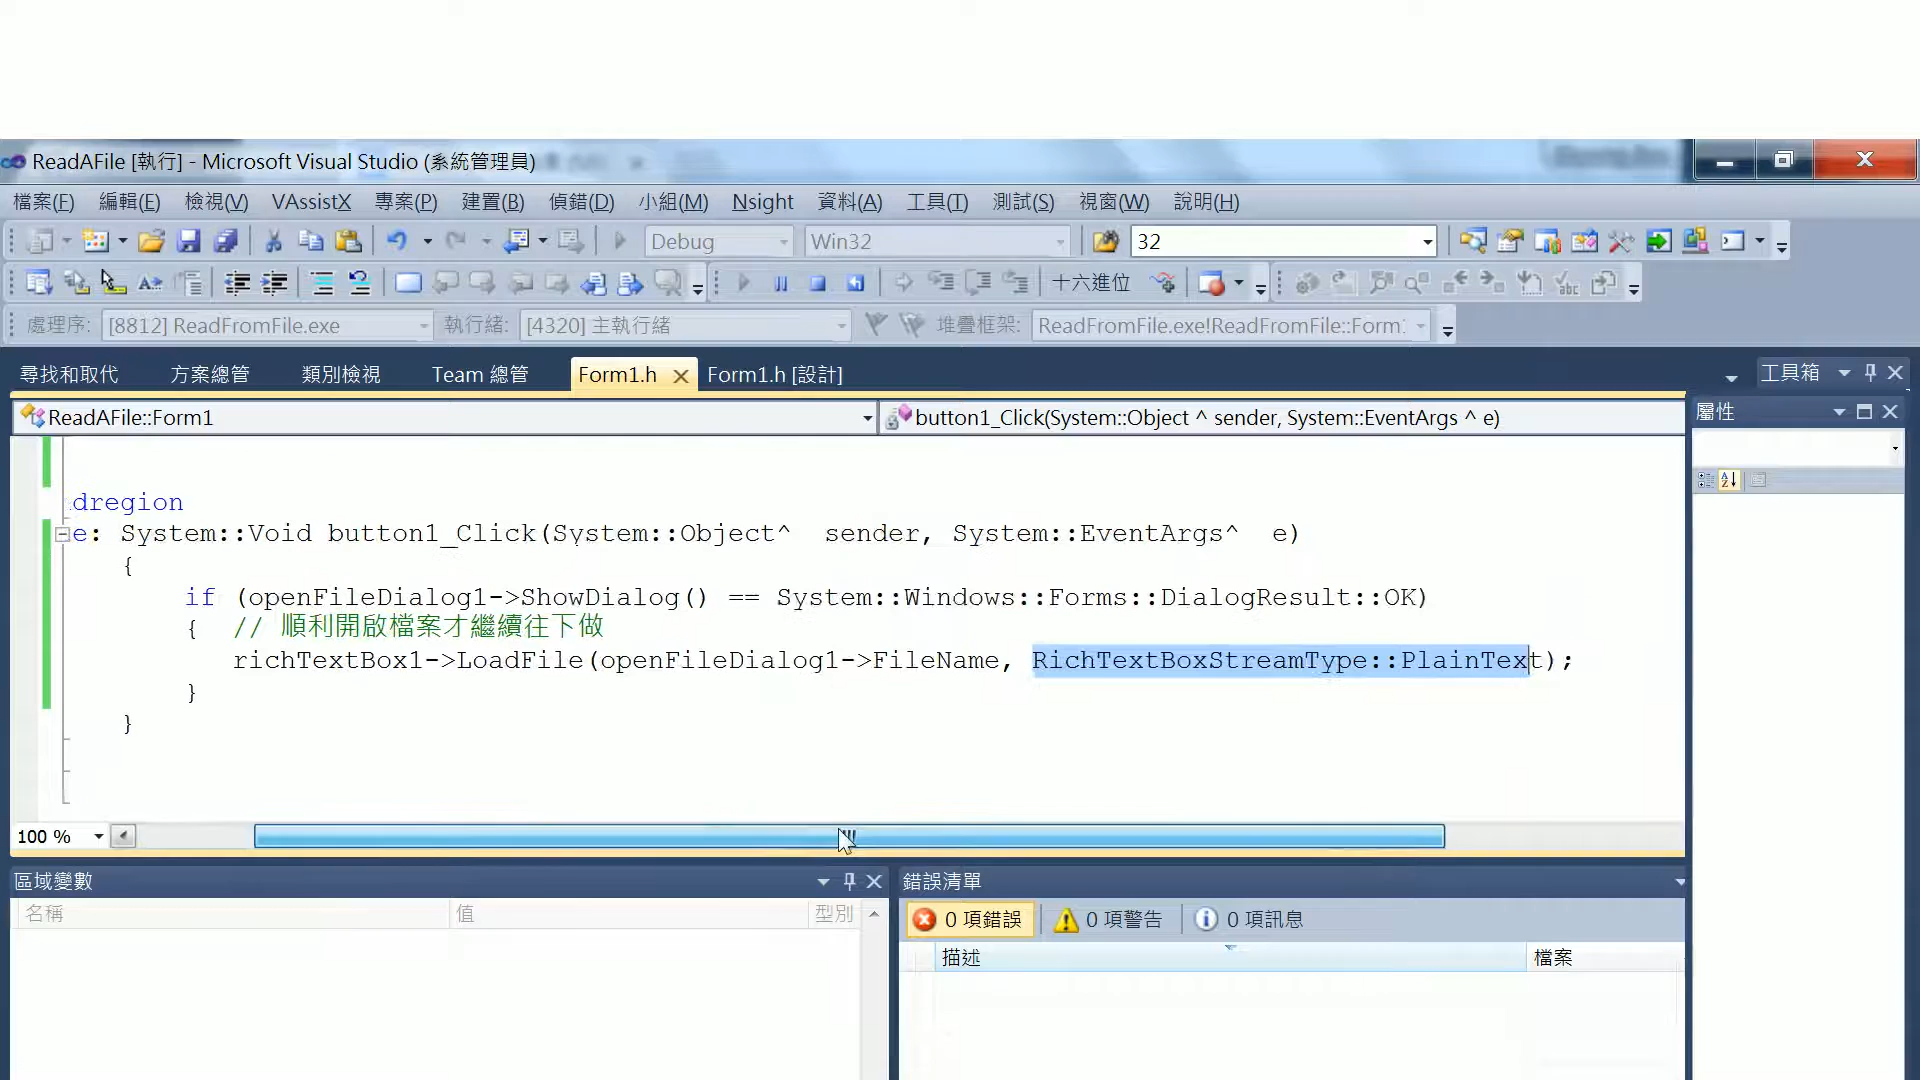 ReadAFile [執行] - Microsoft Visual Studio (系統管理員)
檔案(F) 編輯(E) 檢視(V) VAssistX 專案(P) 建置(B) 偵錯(D) 小組(M) Nsight 資料(A) 工具(T) 測試(S) 視窗(W) 說明(H)
Debug Win32 32
十六進位
處理序: [8812] ReadFromFile.exe 執行緒: [4320] 主執行緒 堆疊框架: ReadFromFile.exe!ReadFromFile::Form1
尋找和取代 方案總管 類別檢視 Team 總管 Form1.h Form1.h [設計] 工具箱
ReadAFile::Form1 button1_Click(System::Object ^ sender, System::EventArgs ^ e) 屬性
dregion
e: System::Void button1_Click(System::Object^  sender, System::EventArgs^  e)
{
if (openFileDialog1->ShowDialog() == System::Windows::Forms::DialogResult::OK)
{  // 順利開啟檔案才繼續往下做
richTextBox1->LoadFile(openFileDialog1->FileName, RichTextBoxStreamType::PlainText);
}
}
100 %
區域變數 錯誤清單
名稱 值 型別 0 項錯誤 0 項警告 0 項訊息
描述 檔案